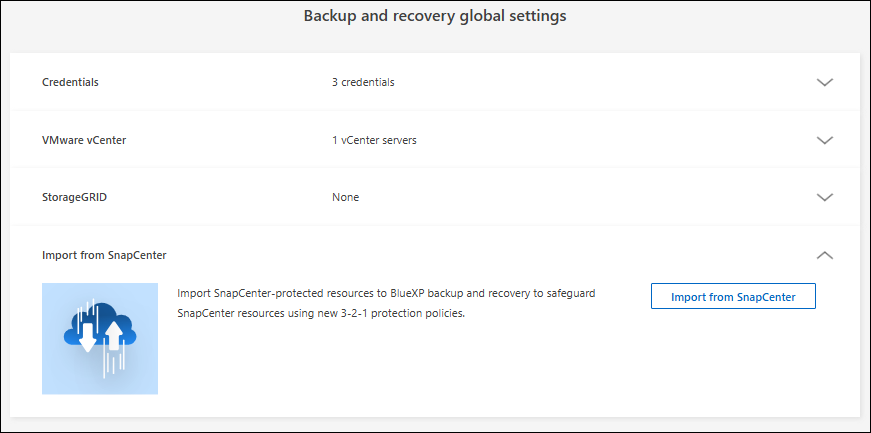 Backup and recovery global settings
Credentials 3 credentials
VMware vCenter 1 vCenter servers
StorageGRID None
Import from SnapCenter
Import SnapCenter-protected resources to BlueXP backup and recovery to safeguard
SnapCenter resources using new 3-2-1 protection policies.
Import from SnapCenter